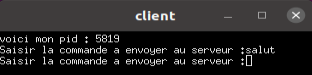 client
voici mon pid : 5819
Saisir la commande a envoyer au serveur :salut
Saisir la commande a envoyer au serveur :